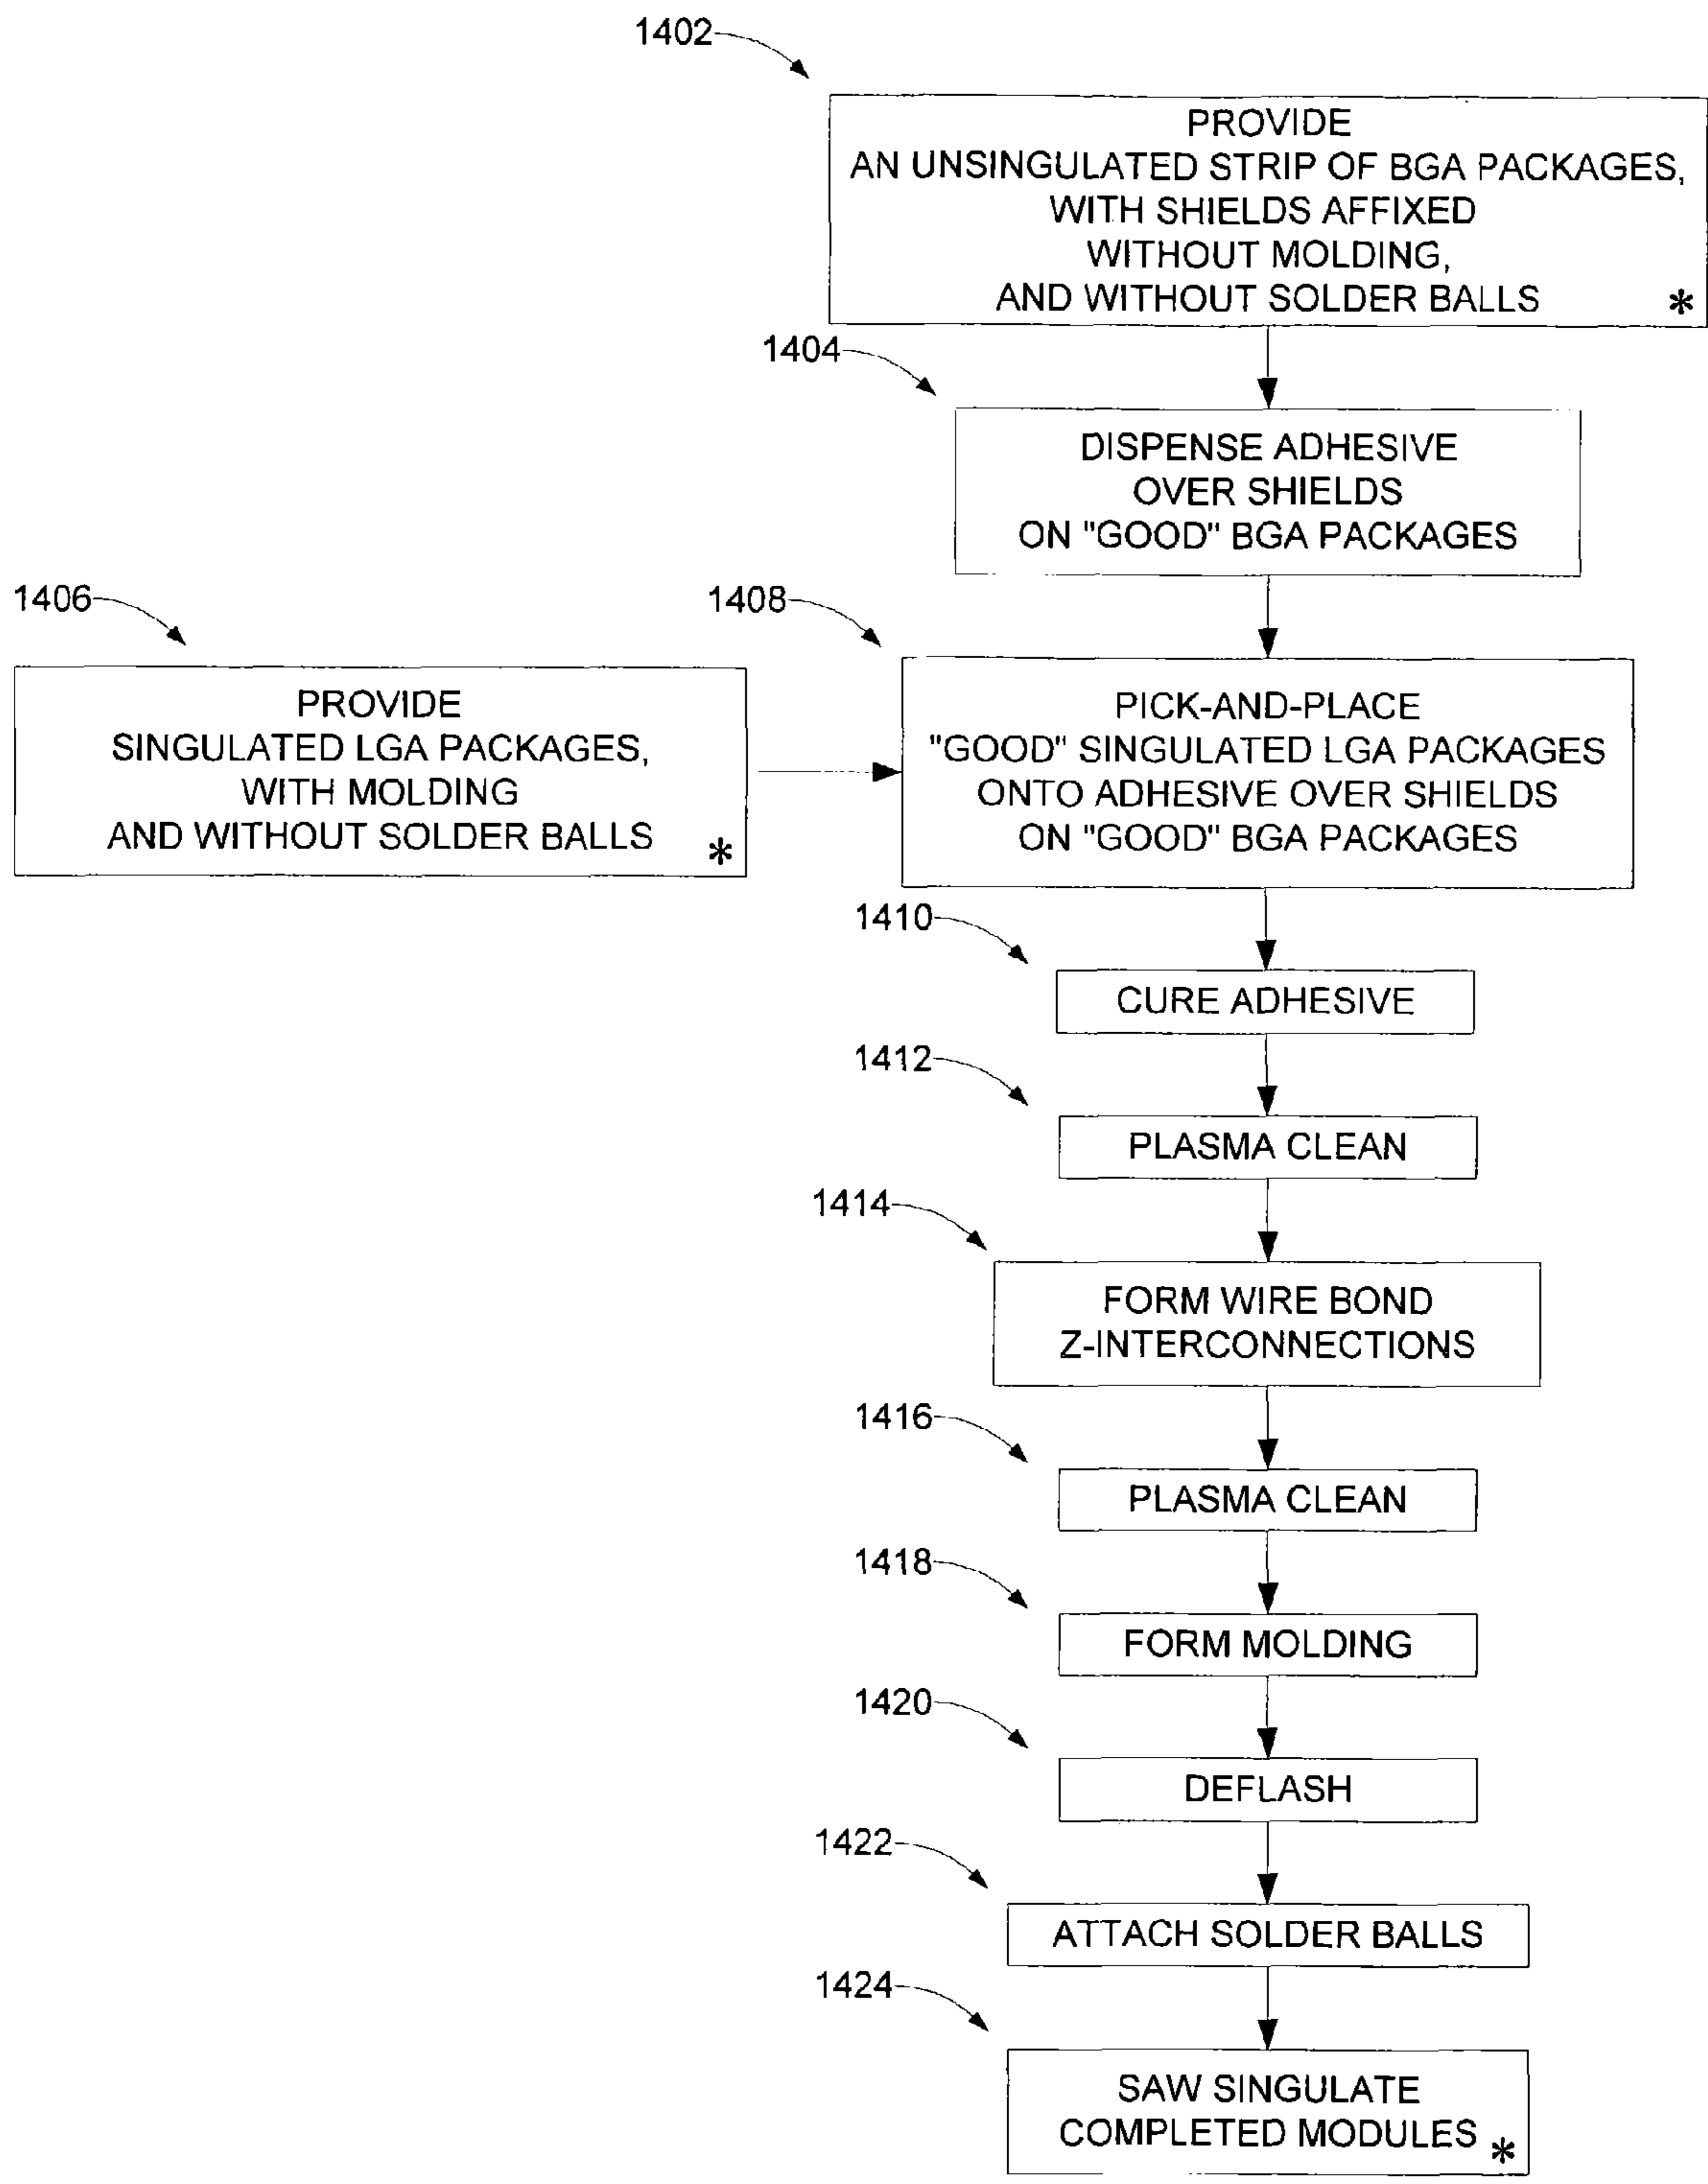 1402
PROVIDE
AN UNSINGULATED STRIP OF BGA PACKAGES,
WITH SHIELDS AFFIXED
WITHOUT MOLDING,
AND WITHOUT SOLDER BALLS *
1404
DISPENSE ADHESIVE
OVER SHIELDS
ON "GOOD" BGA PACKAGES
1406
PROVIDE
SINGULATED LGA PACKAGES,
WITH MOLDING
AND WITHOUT SOLDER BALLS *
1408
PICK-AND-PLACE
"GOOD" SINGULATED LGA PACKAGES
ONTO ADHESIVE OVER SHIELDS
ON "GOOD" BGA PACKAGES
1410
CURE ADHESIVE
1412
PLASMA CLEAN
1414
FORM WIRE BOND
Z-INTERCONNECTIONS
1416
PLASMA CLEAN
1418
FORM MOLDING
1420
DEFLASH
1422
ATTACH SOLDER BALLS
1424
SAW SINGULATE
COMPLETED MODULES *